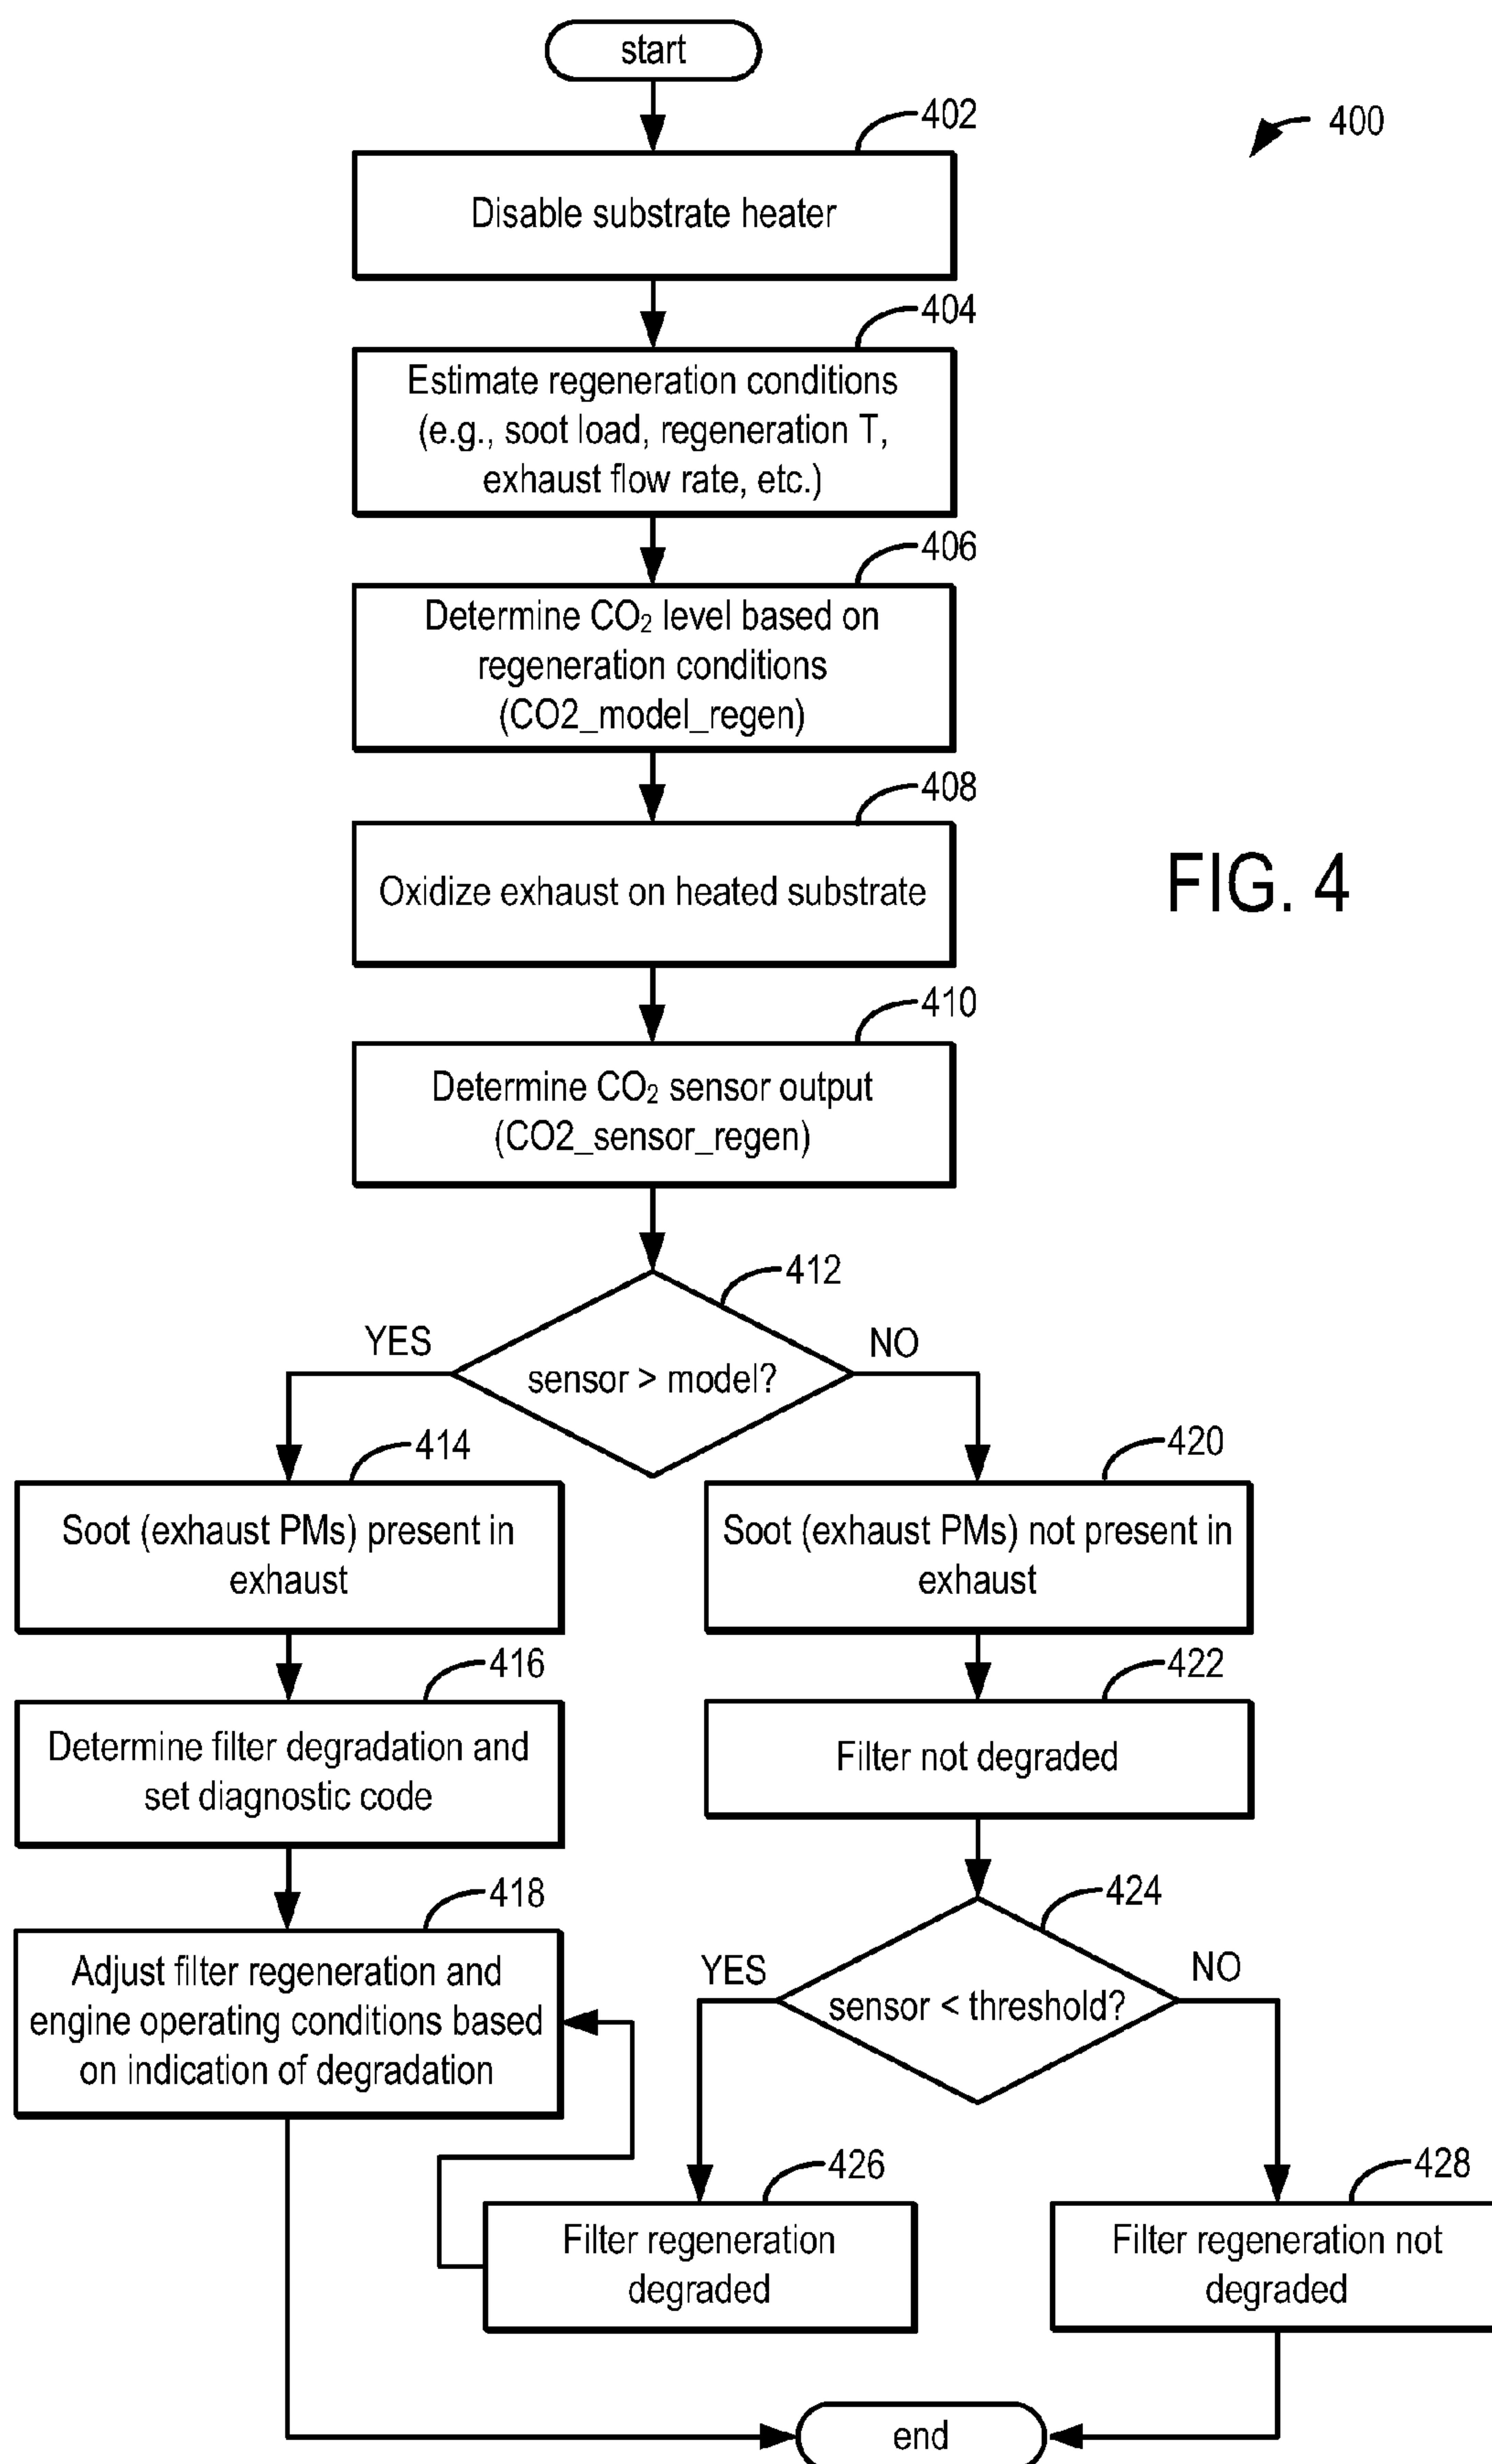 start
402
400
Disable substrate heater
404
Estimate regeneration conditions
(e.g., soot load, regeneration T,
exhaust flow rate, etc.)
406
Determine CO₂ level based on
regeneration conditions
(CO2_model_regen)
408
Oxidize exhaust on heated substrate
FIG. 4
410
Determine CO₂ sensor output
(CO2_sensor_regen)
412
YES
NO
sensor > model?
414
Soot (exhaust PMs) present in
exhaust
420
Soot (exhaust PMs) not present in
exhaust
416
Determine filter degradation and
set diagnostic code
422
Filter not degraded
418
Adjust filter regeneration and
engine operating conditions based
on indication of degradation
424
YES
NO
sensor < threshold?
426
Filter regeneration
degraded
428
Filter regeneration not
degraded
end